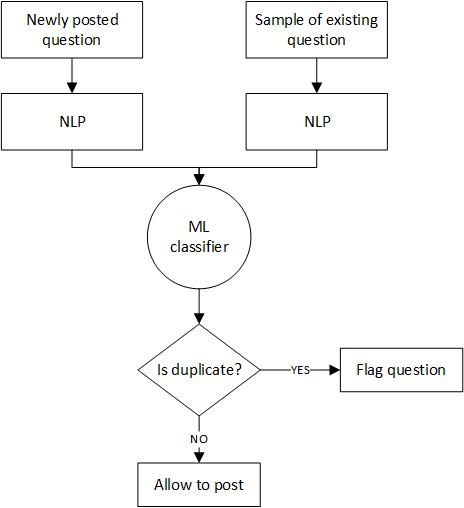 Newly posted
question
Sample of existing
question
NLP
NLP
ML
classifier
Is duplicate?
YES
Flag question
NO
Allow to post